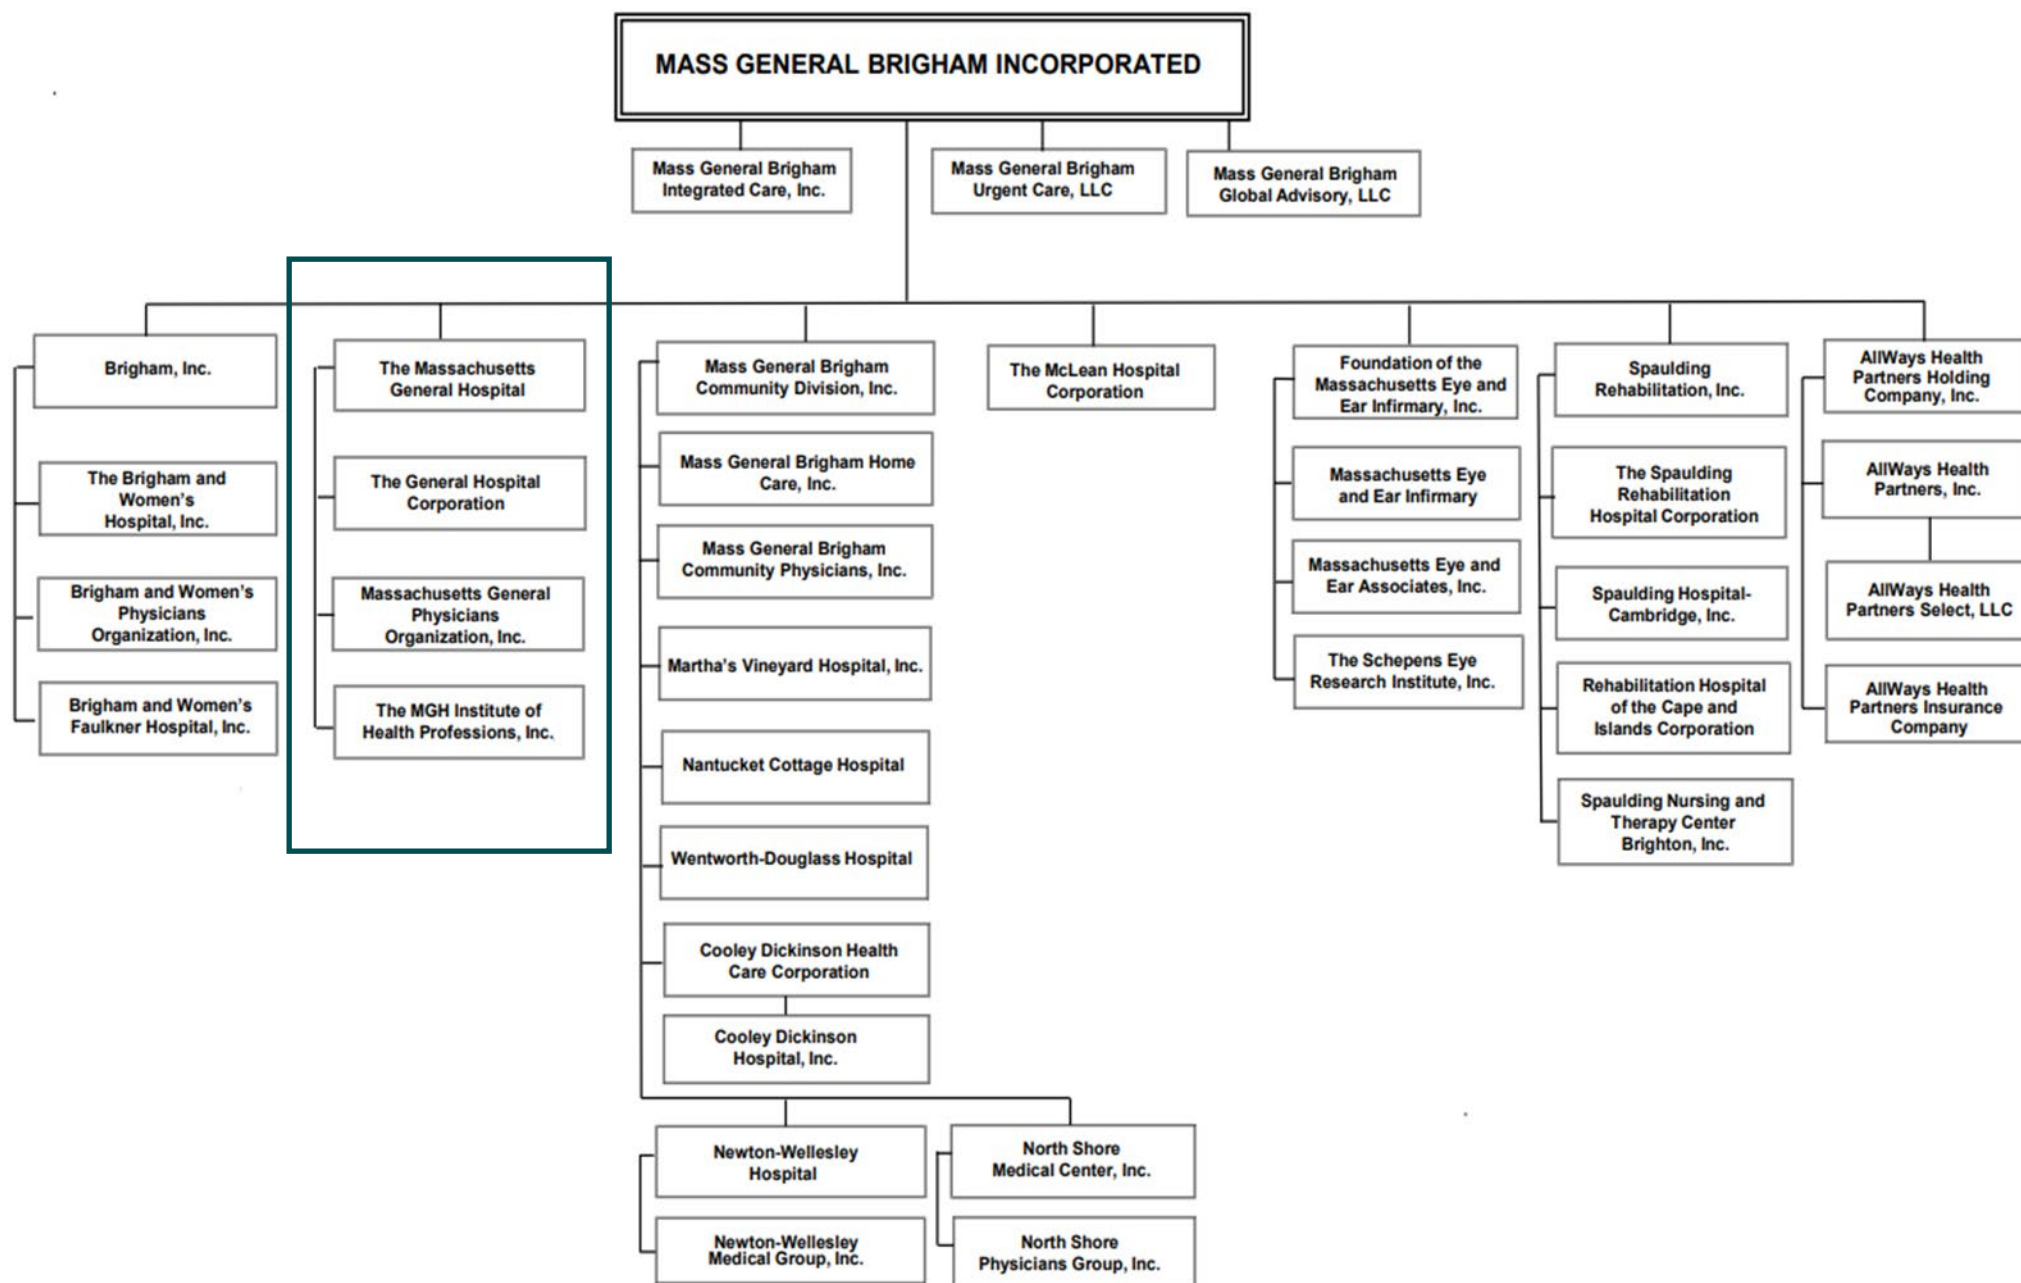 MASS GENERAL BRIGHAM INCORPORATED
Mass General Brigham
Integrated Care, Inc.
Mass General Brigham
Urgent Care, LLC
Mass General Brigham
Global Advisory, LLC
Brigham, Inc.
The Brigham and
Women's
Hospital, Inc.
Brigham and Women's
Physicians
Organization, Inc.
Brigham and Women's
Faulkner Hospital, Inc.
The Massachusetts
General Hospital
The General Hospital
Corporation
Massachusetts General
Physicians
Organization, Inc.
The MGH Institute of
Health Professions, Inc.
Mass General Brigham
Community Division, Inc.
Mass General Brigham Home
Care, Inc.
Mass General Brigham
Community Physicians, Inc.
Martha's Vineyard Hospital, Inc.
Nantucket Cottage Hospital
Wentworth-Douglass Hospital
Cooley Dickinson Health
Care Corporation
Cooley Dickinson
Hospital, Inc.
Newton-Wellesley
Hospital
Newton-Wellesley
Medical Group, Inc.
North Shore
Medical Center, Inc.
North Shore
Physicians Group, Inc.
The McLean Hospital
Corporation
Foundation of the
Massachusetts Eye and
Ear Infirmary, Inc.
Massachusetts Eye
and Ear Infirmary
Massachusetts Eye and
Ear Associates, Inc.
The Schepens Eye
Research Institute, Inc.
Spaulding
Rehabilitation, Inc.
The Spaulding
Rehabilitation
Hospital Corporation
Spaulding Hospital-
Cambridge, Inc.
Rehabilitation Hospital
of the Cape and
Islands Corporation
Spaulding Nursing and
Therapy Center
Brighton, Inc.
AllWays Health
Partners Holding
Company, Inc.
AllWays Health
Partners, Inc.
AllWays Health
Partners Select, LLC
AllWays Health
Partners Insurance
Company